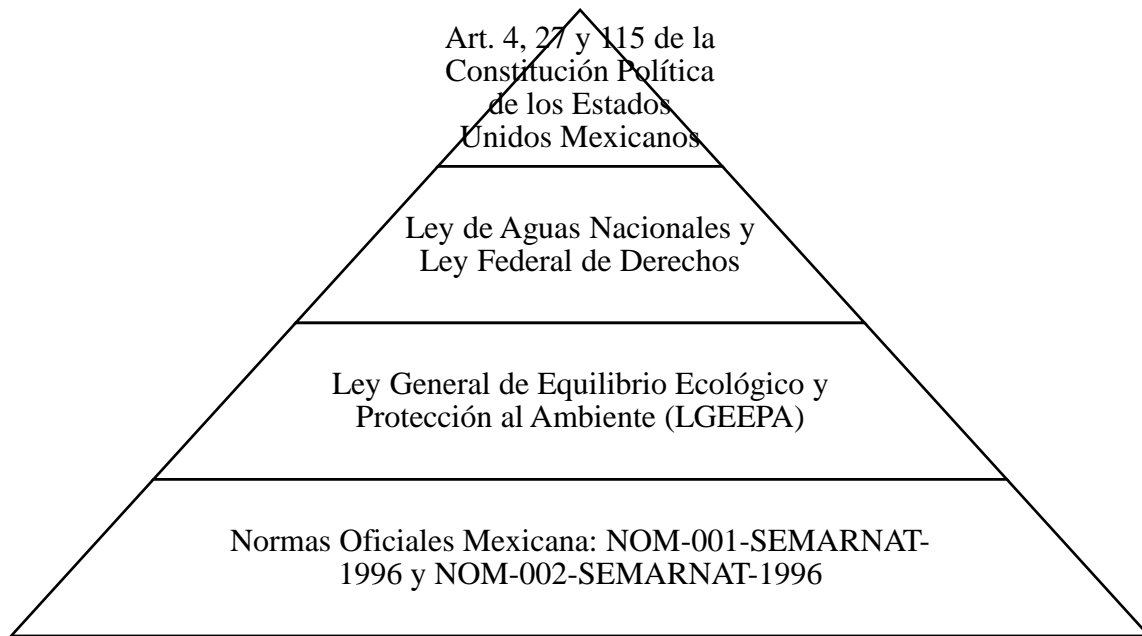 Art. 4, 27 y 115 de la
Constitución Política
de los Estados
Unidos Mexicanos
Ley de Aguas Nacionales y
Ley Federal de Derechos
Ley General de Equilibrio Ecológico y
Protección al Ambiente (LGEEPA)
Normas Oficiales Mexicana: NOM-001-SEMARNAT-
1996 y NOM-002-SEMARNAT-1996